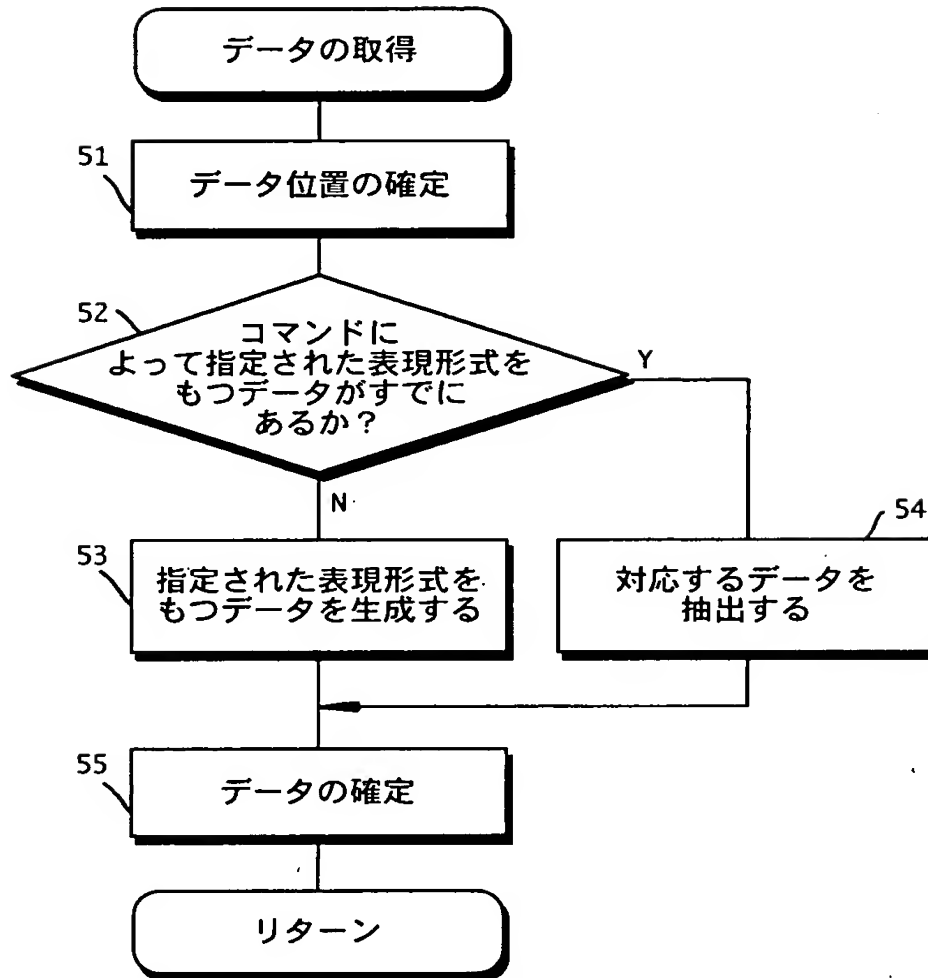 データの取得
51
データ位置の確定
52
コマンドに
よって指定された表現形式を
もつデータがすでに
あるか？
Y
N
53
指定された表現形式を
もつデータを生成する
54
対応するデータを
抽出する
55
データの確定
リターン